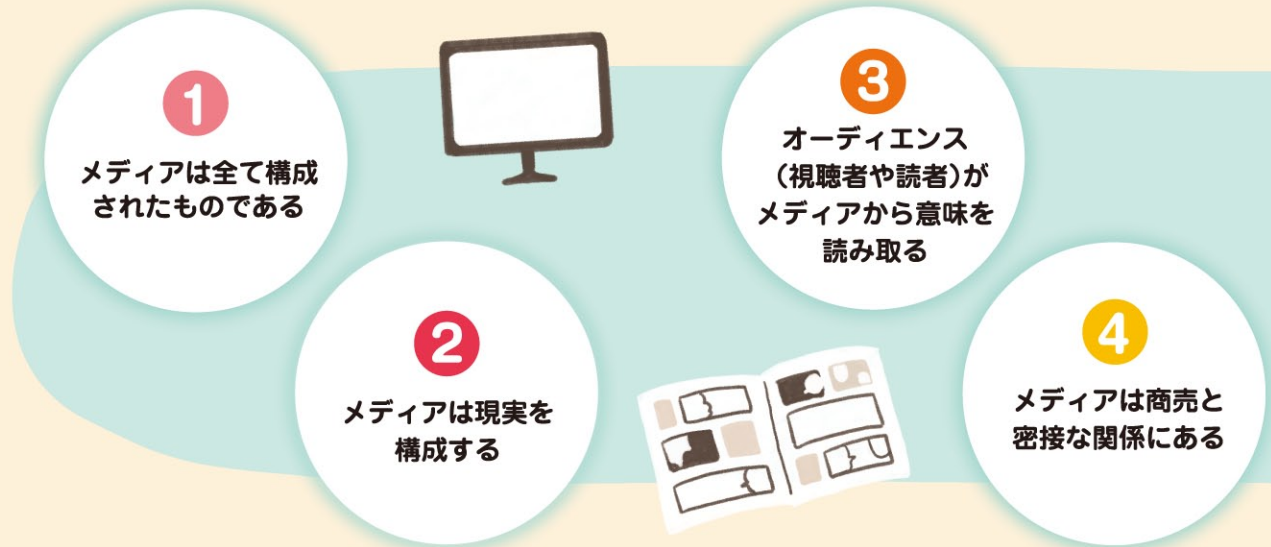 1
メディアは全て構成
されたものである
2
メディアは現実を
構成する
3
オーディエンス
（視聴者や読者）が
メディアから意味を
読み取る
4
メディアは商売と
密接な関係にある